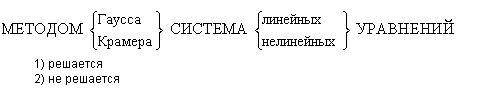 МЕТОДОМ {Гаусса Крамера} СИСТЕМА {линейных нелинейных} УРАВНЕНИЙ
1) решается
2) не решается